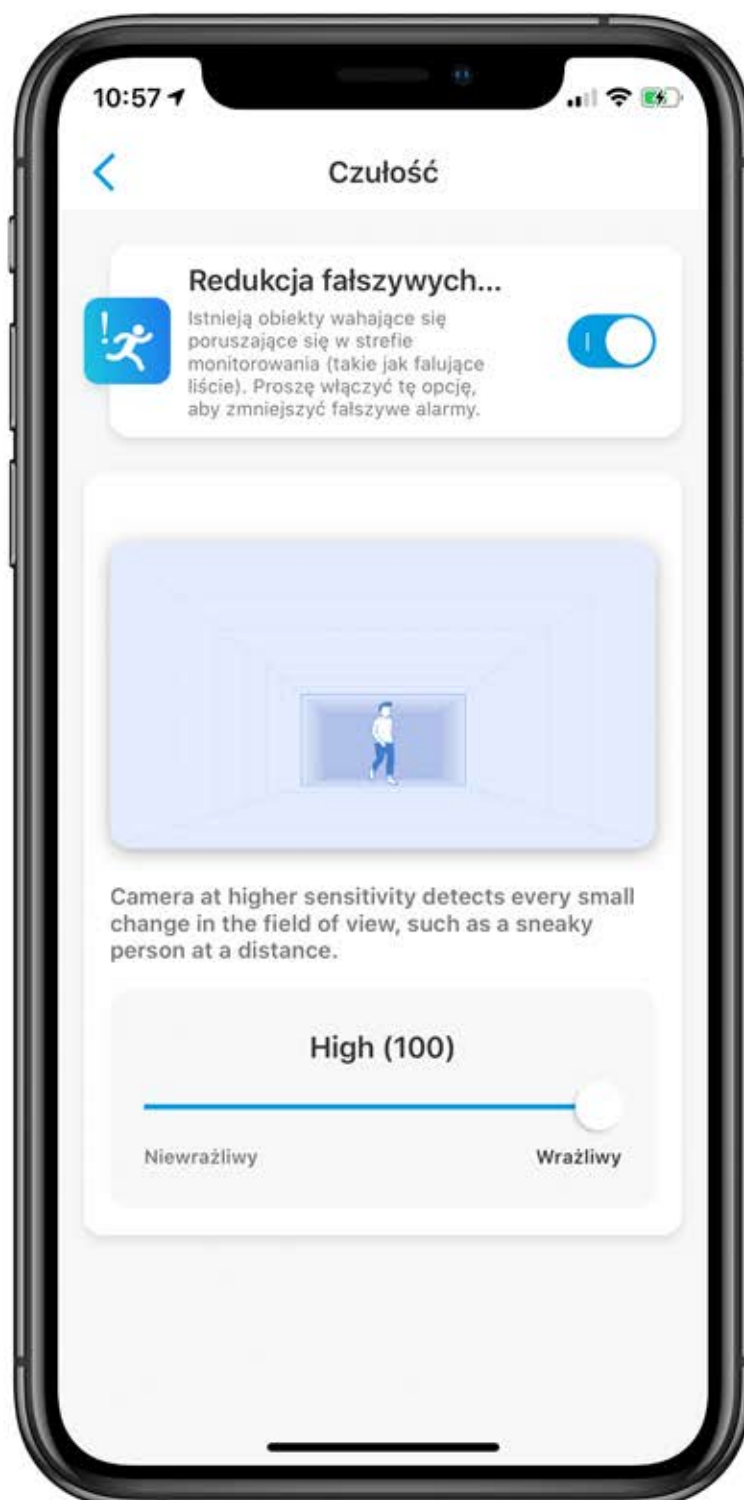 10:57
Czułość
Redukcja fałszywych...
Istnieją obiekty wahające się
poruszające się w strefie
monitorowania (takie jak falujące
liście). Proszę włączyć tę opcję,
aby zmniejszyć fałszywe alarmy.
Camera at higher sensitivity detects every small
change in the field of view, such as a sneaky
person at a distance.
High (100)
Niewrażliwy
Wrażliwy